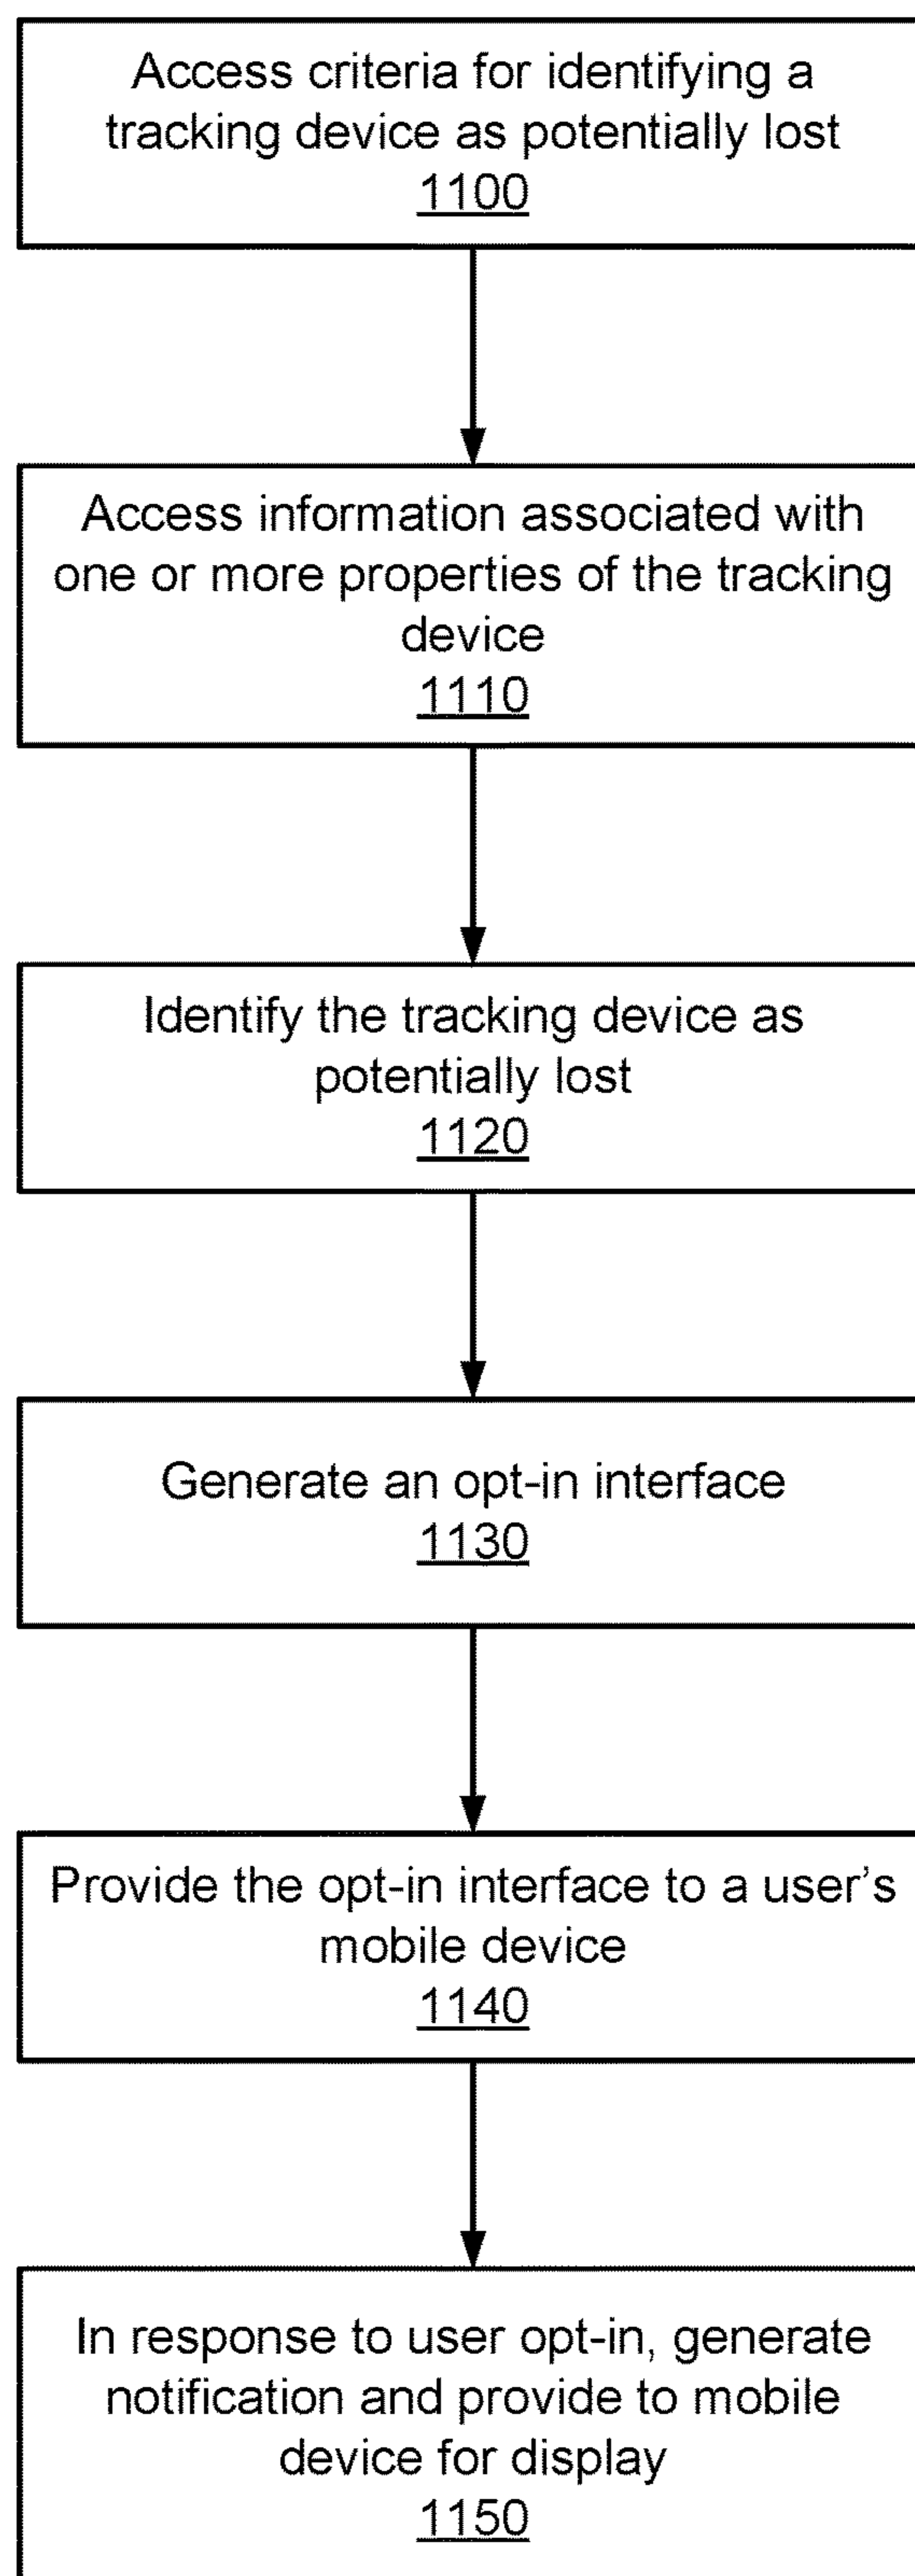 Access criteria for identifying a
tracking device as potentially lost
1100
Access information associated with
one or more properties of the tracking
device
1110
Identify the tracking device as
potentially lost
1120
Generate an opt-in interface
1130
Provide the opt-in interface to a user's
mobile device
1140
In response to user opt-in, generate
notification and provide to mobile
device for display
1150